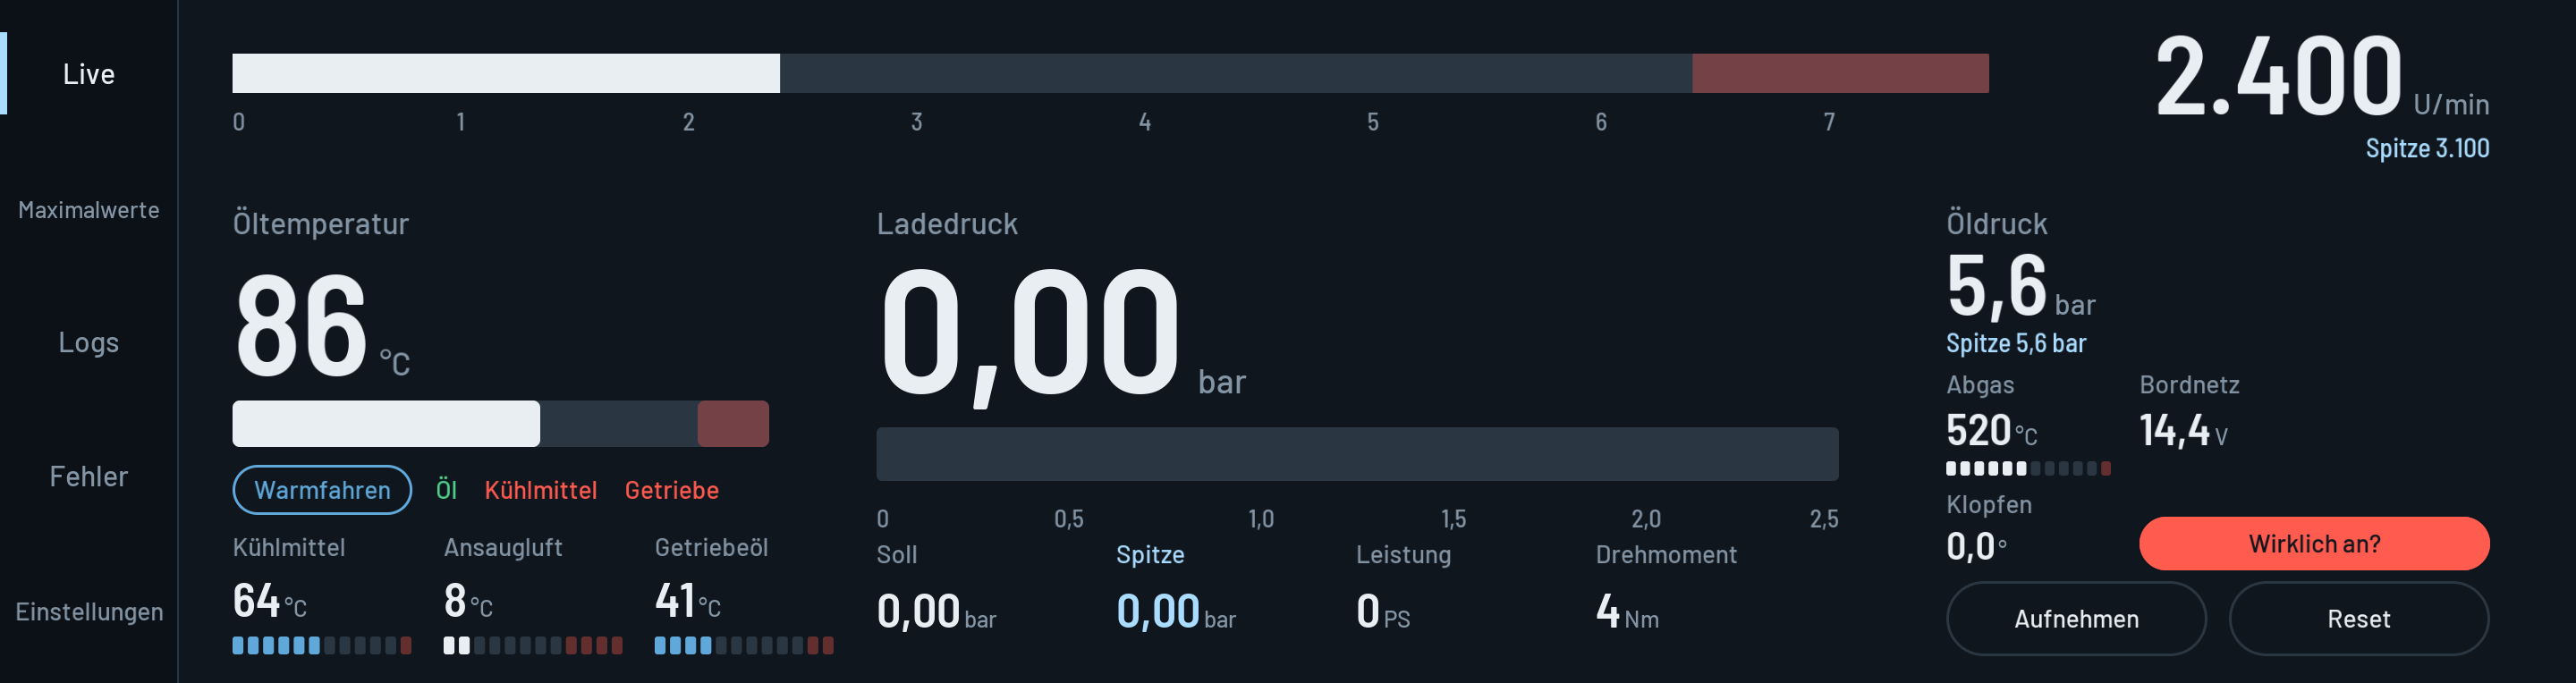 Live
Maximalwerte
Logs
Fehler
Einstellungen
0 1 2 3 4 5 6 7
2.400 U/min
Spitze 3.100
Öltemperatur
86 °C
Warmfahren Öl Kühlmittel Getriebe
Kühlmittel Ansaugluft Getriebeöl
64 °C 8 °C 41 °C
Ladedruck
0,00 bar
0 0,5 1,0 1,5 2,0 2,5
Soll Spitze Leistung Drehmoment
0,00 bar 0,00 bar 0 PS 4 Nm
Öldruck
5,6 bar
Spitze 5,6 bar
Abgas Bordnetz
520 °C 14,4 V
Klopfen
0,0 °
Wirklich an?
Aufnehmen Reset